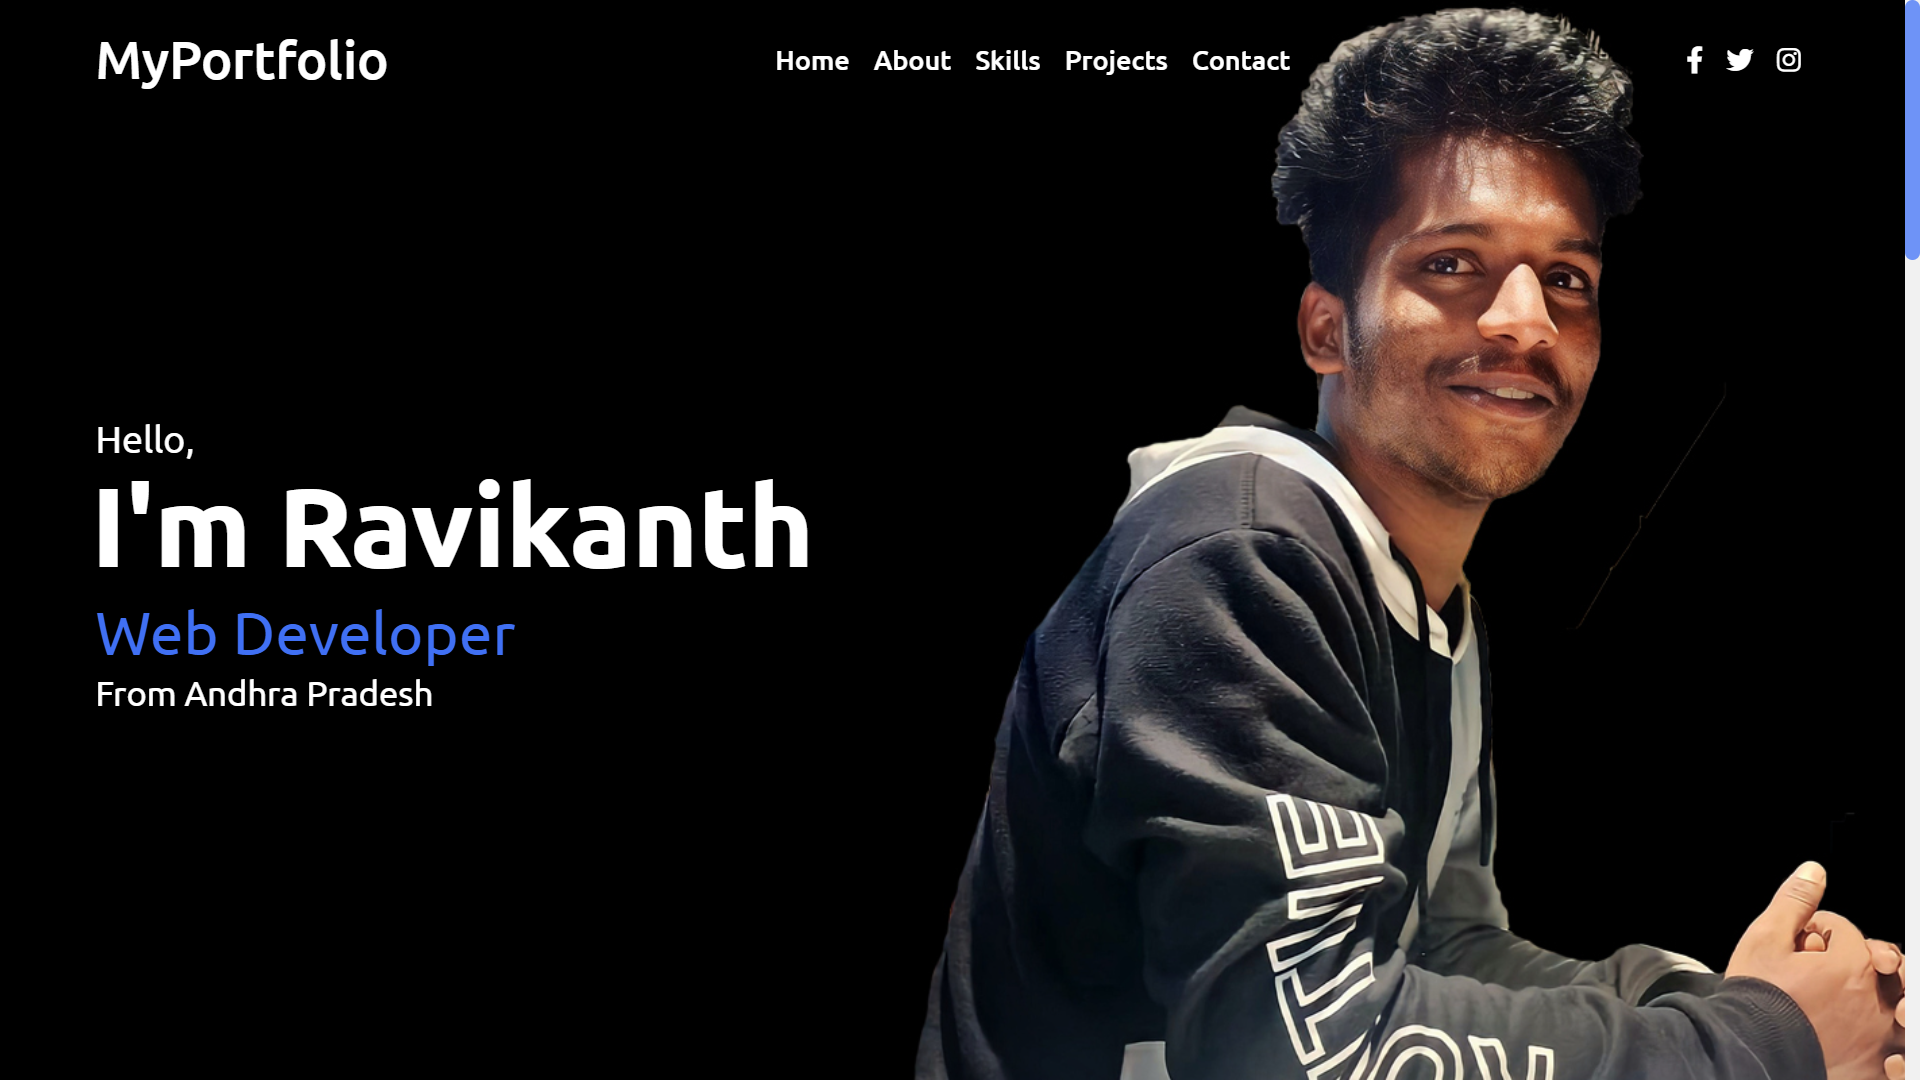 MyPortfolio
Home About Skills Projects Contact
Hello,
I'm Ravikanth
Web Developer
From Andhra Pradesh